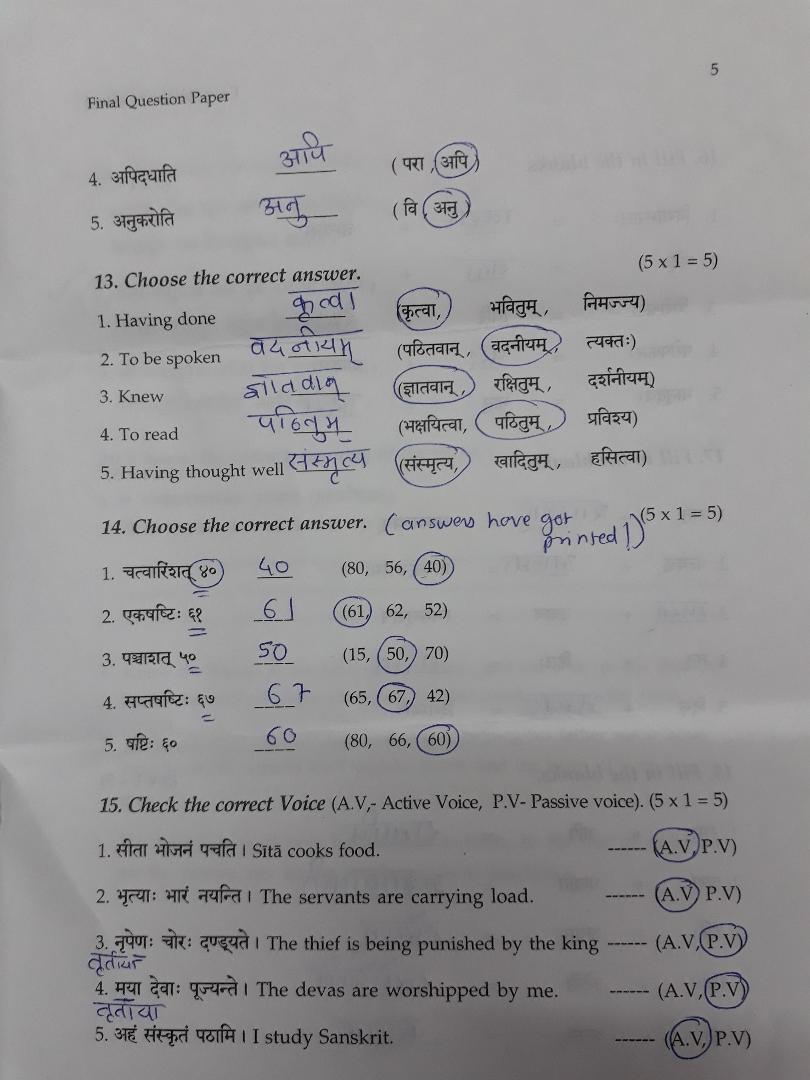 5
Final Question Paper
4. अपिदधाति अपि ( परा , अपि )
5. अनुकरोति अनु ( वि , अनु )
13. Choose the correct answer. (5 x 1 = 5)
1. Having done कृत्वा (कृत्वा, भवितुम् , निमज्ज्य)
2. To be spoken वदनीयम् (पठितवान् , वदनीयम् , त्यक्तः)
3. Knew ज्ञातवान् (ज्ञातवान् , रक्षितुम् , दर्शनीयम्)
4. To read पठितुम् (भक्षयित्वा, पठितुम् , प्रविश्य)
5. Having thought well संस्मृत्य (संस्मृत्य, खादितुम् , हसित्वा)
14. Choose the correct answer. (answers have got printed!) (5 x 1 = 5)
1. चत्वारिंशत् ४० 40 (80, 56, 40)
2. एकषष्टिः ६१ 61 (61, 62, 52)
3. पञ्चाशत् ५० 50 (15, 50, 70)
4. सप्तषष्टिः ६७ 67 (65, 67, 42)
5. षष्टिः ६० 60 (80, 66, 60)
15. Check the correct Voice (A.V,- Active Voice, P.V- Passive voice). (5 x 1 = 5)
1. सीता भोजनं पचति । Sītā cooks food. ------ (A.V, P.V)
2. भृत्याः भारं नयन्ति । The servants are carrying load. ------ (A.V P.V)
3. नृपेणः चोरः दण्ड्यते । The thief is being punished by the king ------ (A.V, P.V)
तृतीया
4. मया देवाः पूज्यन्ते । The devas are worshipped by me. ------ (A.V, P.V)
तृतीया
5. अहं संस्कृतं पठामि । I study Sanskrit. ------ (A.V, P.V)